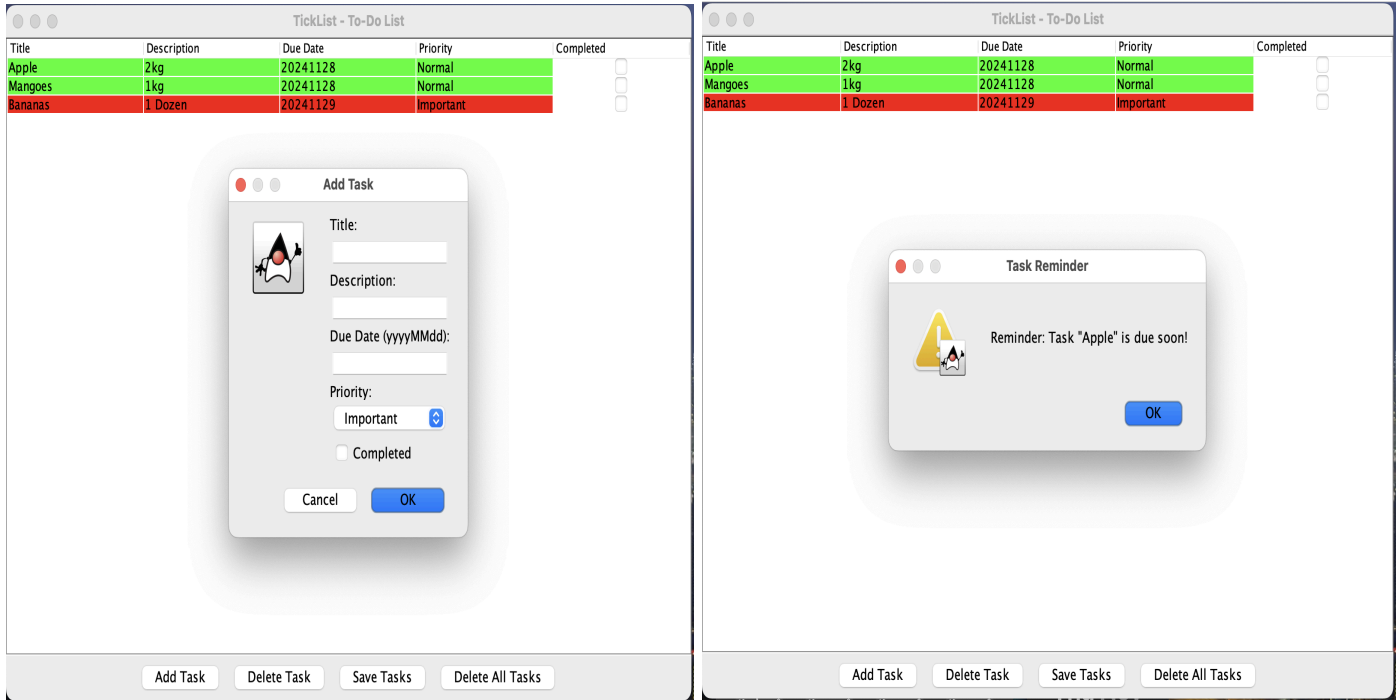 TickList - To-Do List
Title Description Due Date Priority Completed
Apple 2kg 20241128 Normal
Mangoes 1kg 20241128 Normal
Bananas 1 Dozen 20241129 Important
Add Task
Title:
Description:
Due Date (yyyyMMdd):
Priority:
Important
Completed
Cancel OK
Add Task Delete Task Save Tasks Delete All Tasks
TickList - To-Do List
Title Description Due Date Priority Completed
Apple 2kg 20241128 Normal
Mangoes 1kg 20241128 Normal
Bananas 1 Dozen 20241129 Important
Task Reminder
Reminder: Task "Apple" is due soon!
OK
Add Task Delete Task Save Tasks Delete All Tasks